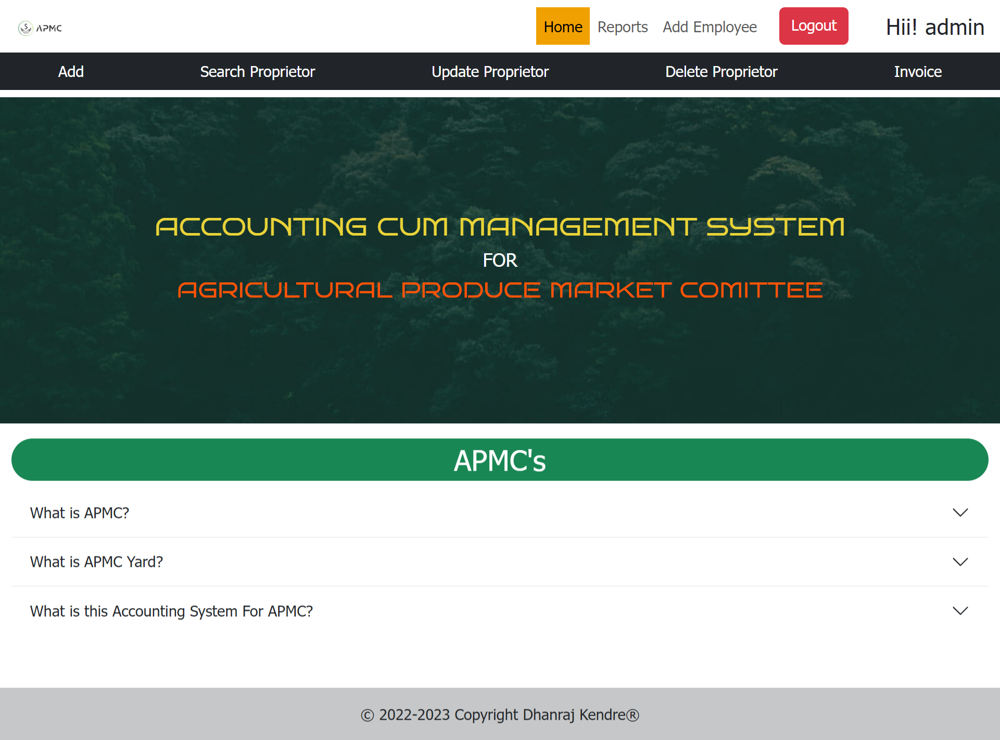 APMC
Home Reports Add Employee Logout Hii! admin
Add Search Proprietor Update Proprietor Delete Proprietor Invoice
ACCOUNTING CUM MANAGEMENT SYSTEM
FOR
AGRICULTURAL PRODUCE MARKET COMITTEE
APMC's
What is APMC?
What is APMC Yard?
What is this Accounting System For APMC?
© 2022-2023 Copyright Dhanraj Kendre®